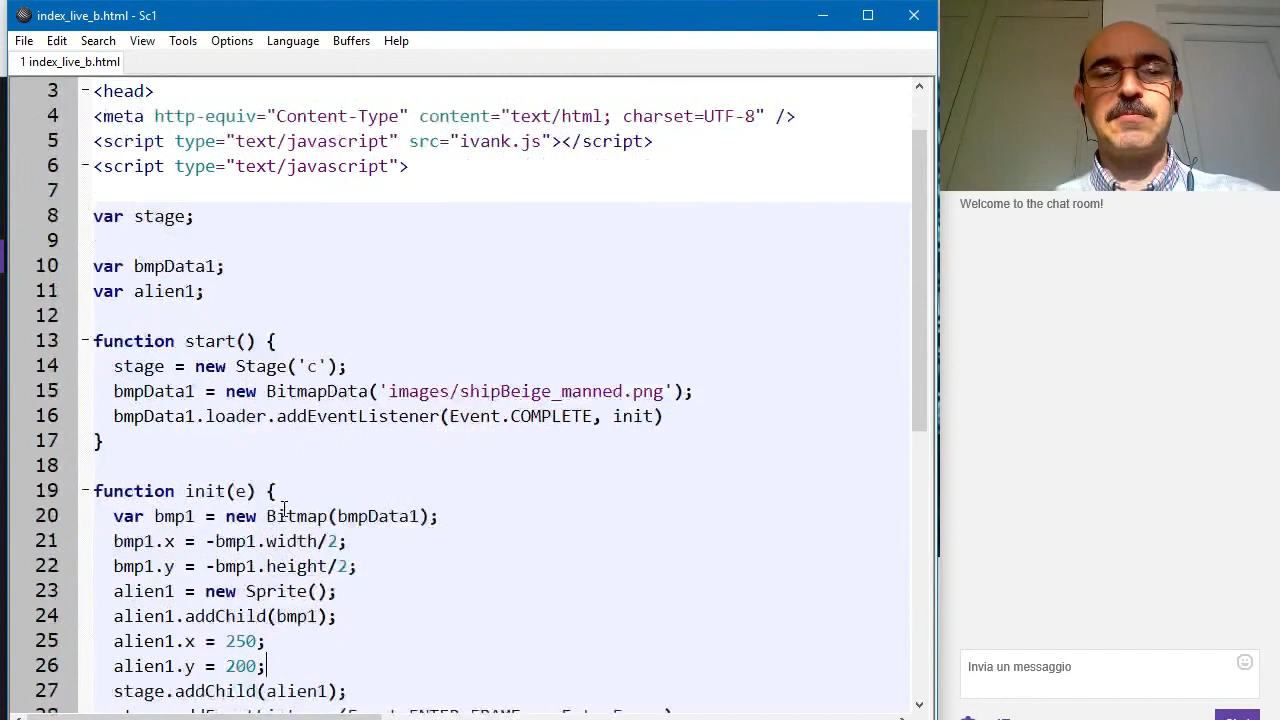 index_live_b.html - Sc1
File Edit Search View Tools Options Language Buffers Help
1 index_live_b.html
3 <head>
4 <meta http-equiv="Content-Type" content="text/html; charset=UTF-8" />
5 <script type="text/javascript" src="ivank.js"></script>
6 <script type="text/javascript">
7
8 var stage;
9
10 var bmpData1;
11 var alien1;
12
13 function start() {
14 stage = new Stage('c');
15 bmpData1 = new BitmapData('images/shipBeige_manned.png');
16 bmpData1.loader.addEventListener(Event.COMPLETE, init)
17 }
18
19 function init(e) {
20 var bmp1 = new Bitmap(bmpData1);
21 bmp1.x = -bmp1.width/2;
22 bmp1.y = -bmp1.height/2;
23 alien1 = new Sprite();
24 alien1.addChild(bmp1);
25 alien1.x = 250;
26 alien1.y = 200;
27 stage.addChild(alien1);
Welcome to the chat room!
Invia un messaggio